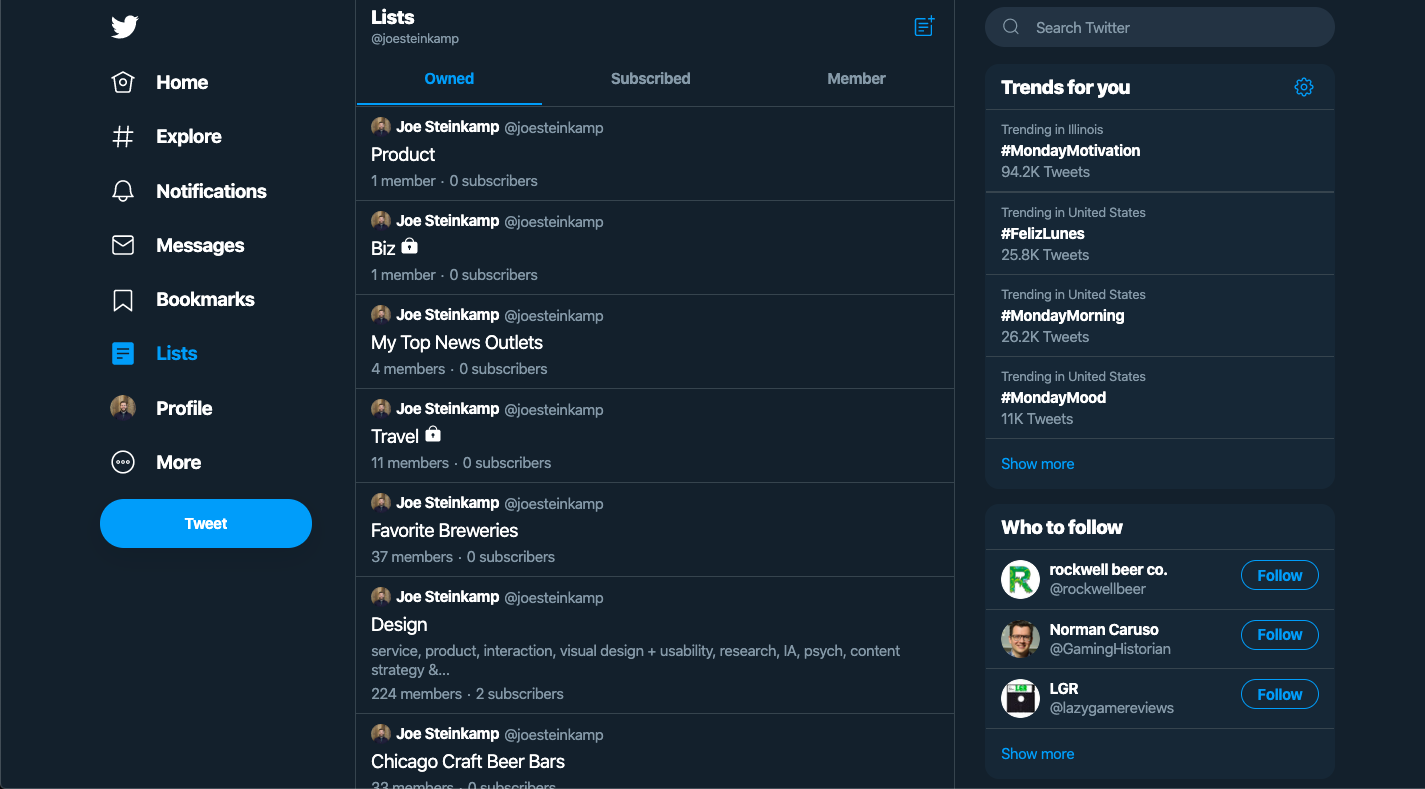 Home
Explore
Notifications
Messages
Bookmarks
Lists
Profile
More
Tweet
Lists
@joesteinkamp
Owned
Subscribed
Member
Joe Steinkamp @joesteinkamp
Product
1 member · 0 subscribers
Joe Steinkamp @joesteinkamp
Biz
1 member · 0 subscribers
Joe Steinkamp @joesteinkamp
My Top News Outlets
4 members · 0 subscribers
Joe Steinkamp @joesteinkamp
Travel
11 members · 0 subscribers
Joe Steinkamp @joesteinkamp
Favorite Breweries
37 members · 0 subscribers
Joe Steinkamp @joesteinkamp
Design
service, product, interaction, visual design + usability, research, IA, psych, content
strategy &...
224 members · 2 subscribers
Joe Steinkamp @joesteinkamp
Chicago Craft Beer Bars
33 members · 0 subscribers
Search Twitter
Trends for you
Trending in Illinois
#MondayMotivation
94.2K Tweets
Trending in United States
#FelizLunes
25.8K Tweets
Trending in United States
#MondayMorning
26.2K Tweets
Trending in United States
#MondayMood
11K Tweets
Show more
Who to follow
rockwell beer co.
@rockwellbeer
Follow
Norman Caruso
@GamingHistorian
Follow
LGR
@lazygamereviews
Follow
Show more